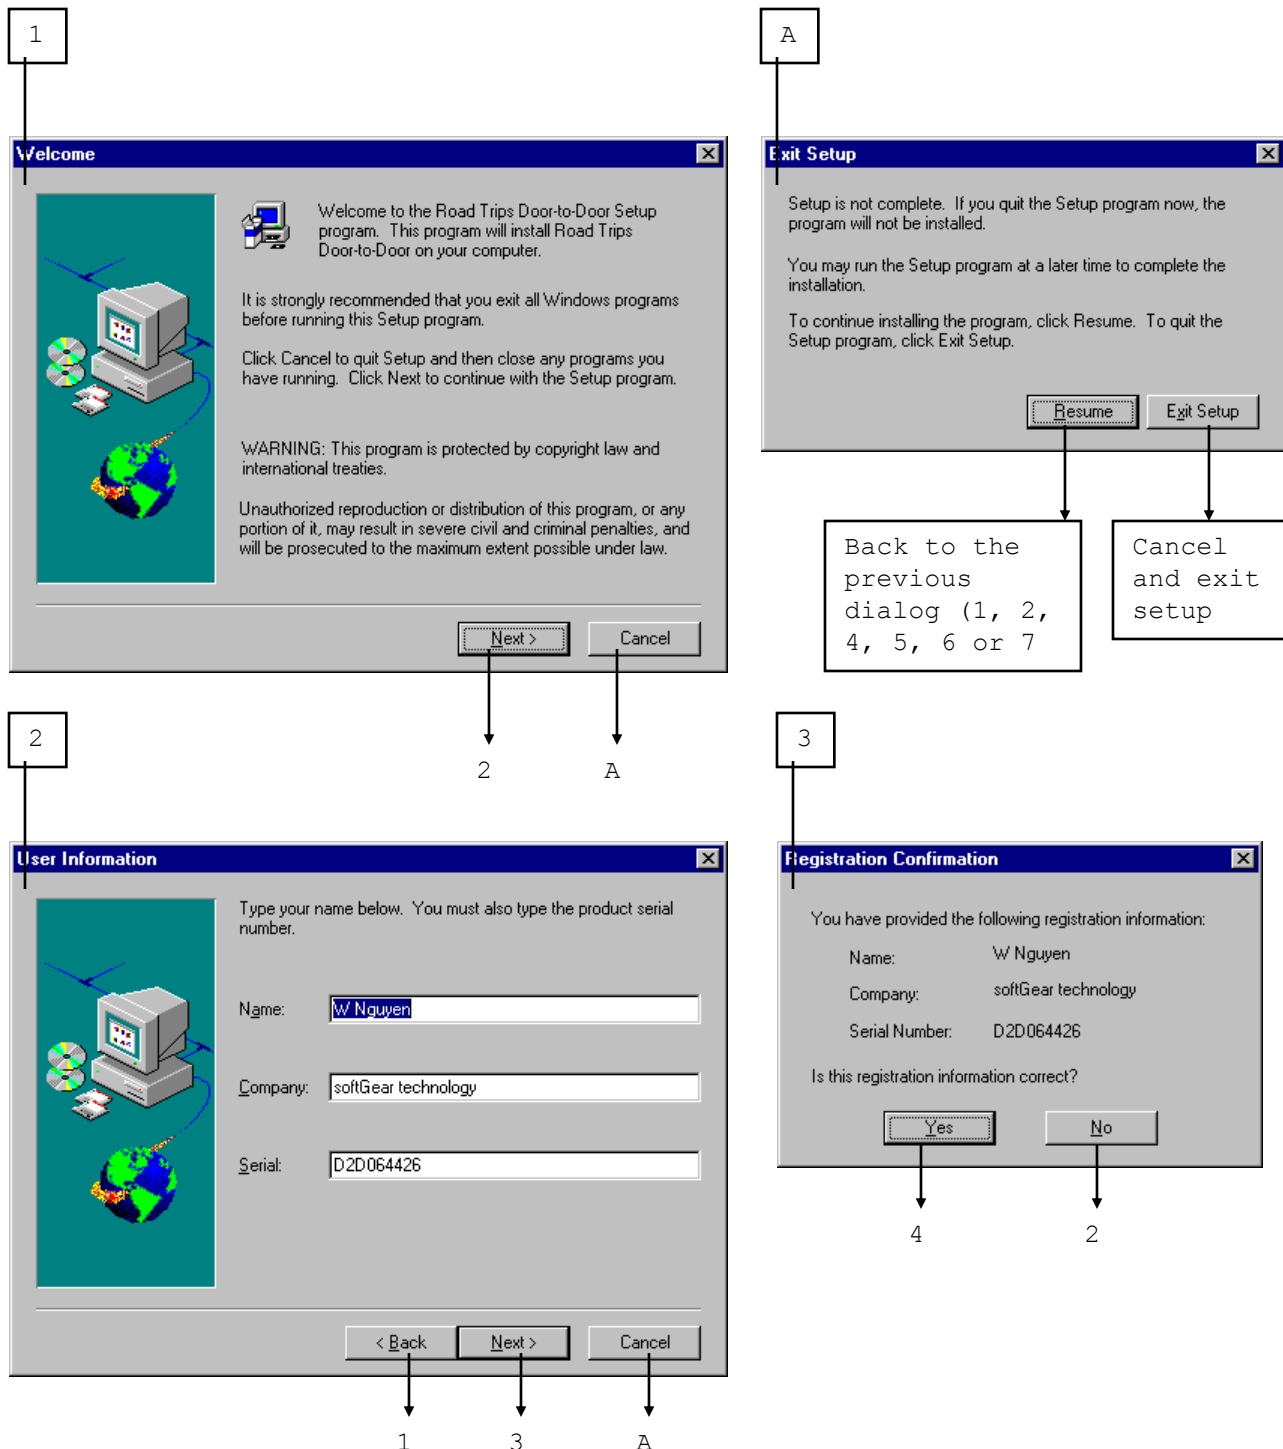 1
Welcome
Welcome to the Road Trips Door-to-Door Setup
program. This program will install Road Trips
Door-to-Door on your computer.
It is strongly recommended that you exit all Windows programs
before running this Setup program.
Click Cancel to quit Setup and then close any programs you
have running. Click Next to continue with the Setup program.
WARNING: This program is protected by copyright law and
international treaties.
Unauthorized reproduction or distribution of this program, or any
portion of it, may result in severe civil and criminal penalties, and
will be prosecuted to the maximum extent possible under law.
Next >
Cancel
2
A
A
Exit Setup
Setup is not complete. If you quit the Setup program now, the
program will not be installed.
You may run the Setup program at a later time to complete the
installation.
To continue installing the program, click Resume. To quit the
Setup program, click Exit Setup.
Resume
Exit Setup
Back to the
previous
dialog (1, 2,
4, 5, 6 or 7
Cancel
and exit
setup
2
User Information
Type your name below. You must also type the product serial
number.
Name:
W Nguyen
Company:
softGear technology
Serial:
D2D064426
< Back
Next >
Cancel
1
3
A
3
Registration Confirmation
You have provided the following registration information:
Name:
W Nguyen
Company:
softGear technology
Serial Number:
D2D064426
Is this registration information correct?
Yes
No
4
2